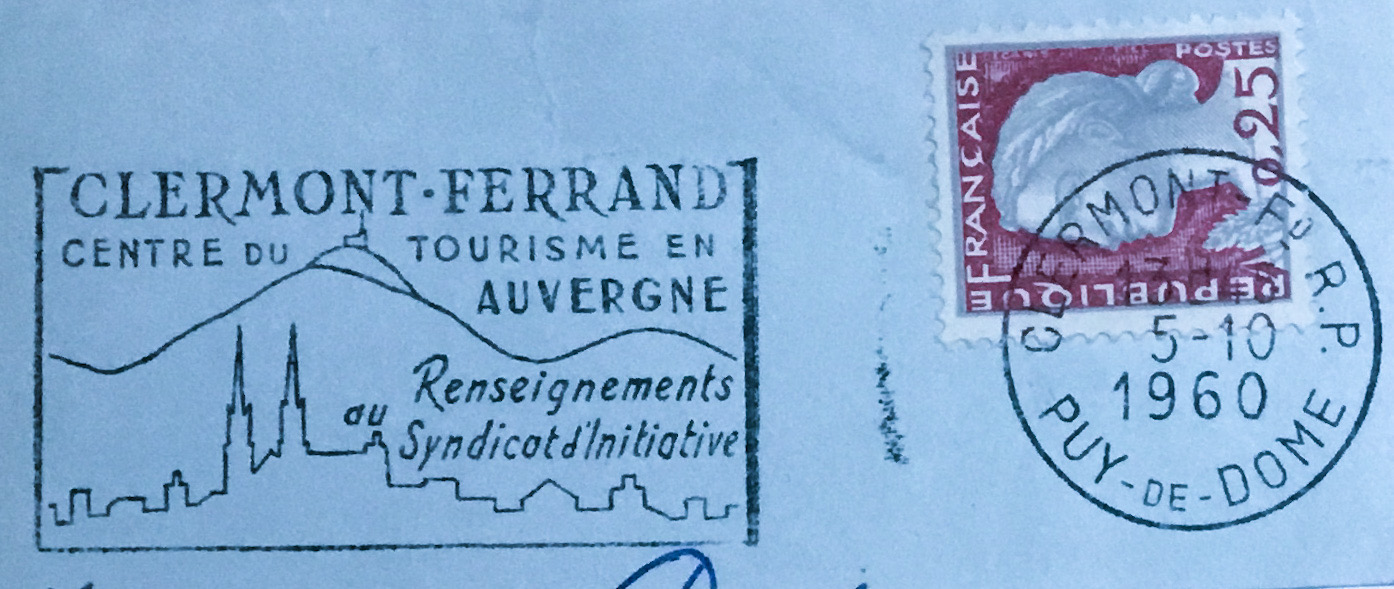 CLERMONT-FERRAND
CENTRE DU TOURISME EN
AUVERGNE
Renseignements
au Syndicat d'Initiative
POSTES
0,25
REPUBLIQUE
FRANÇAISE
CLERMONT-Fd R.P.
5-10
1960
PUY-DE-DOME